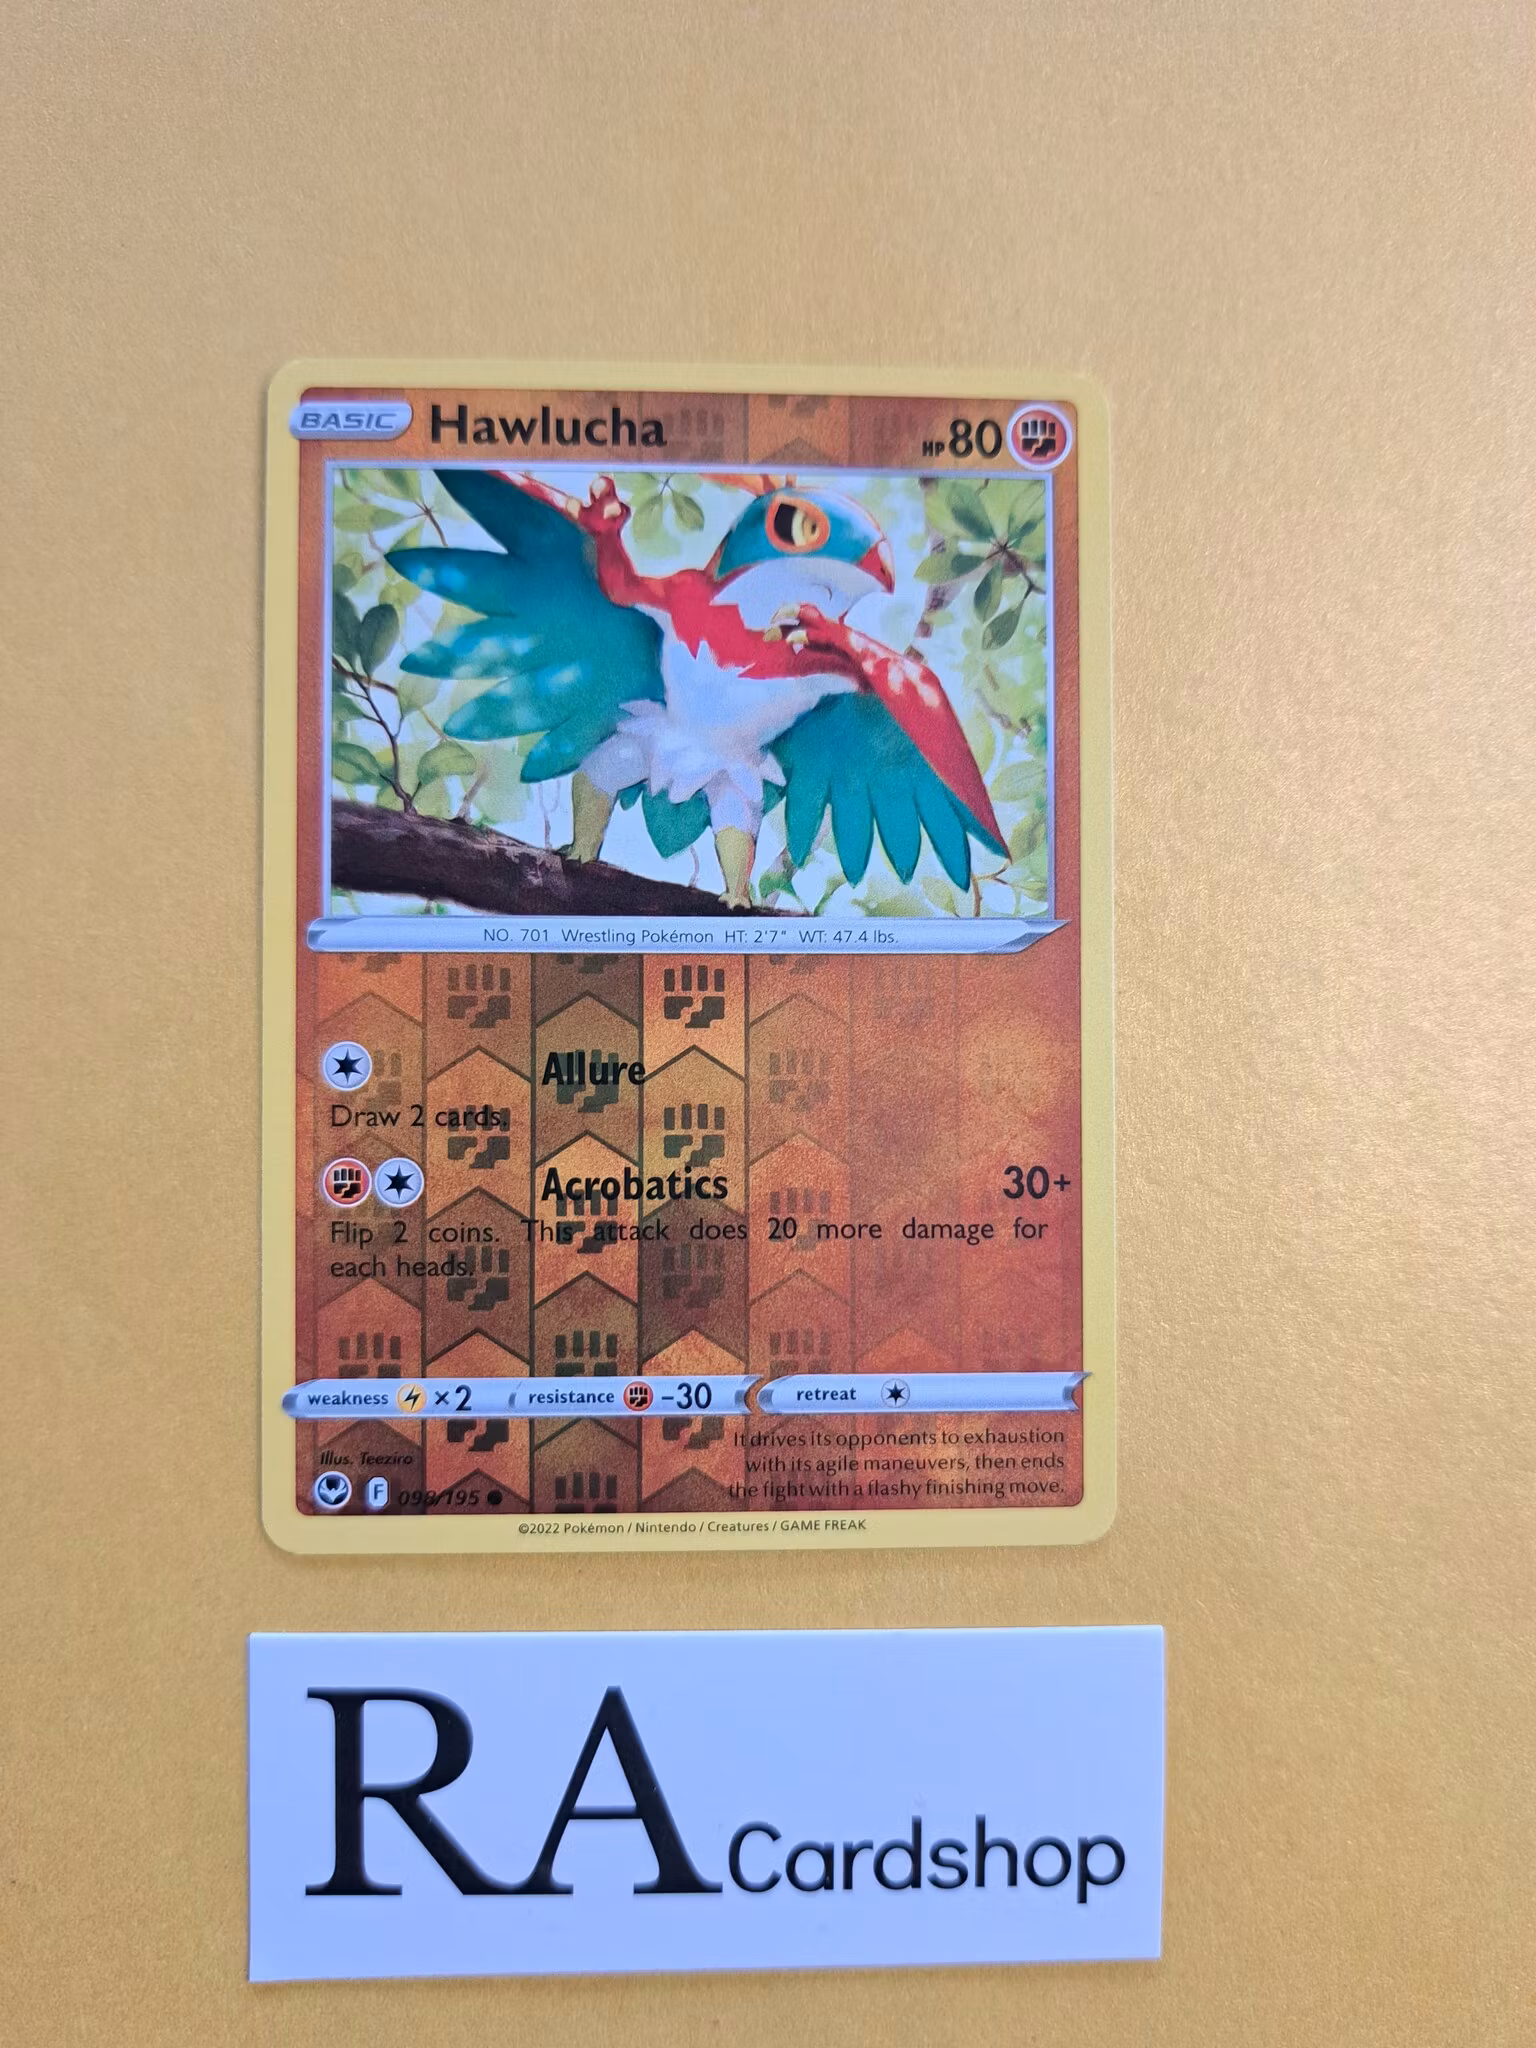 BASIC Hawlucha HP 80
NO. 701 Wrestling Pokémon HT: 2'7" WT: 47.4 lbs.
Allure
Draw 2 cards.
Acrobatics 30+
Flip 2 coins. This attack does 20 more damage for
each heads.
weakness ×2 resistance -30 retreat
It drives its opponents to exhaustion
with its agile maneuvers, then ends
the fight with a flashy finishing move.
Illus. Teeziro
F 098/195
©2022 Pokémon / Nintendo / Creatures / GAME FREAK
RA Cardshop